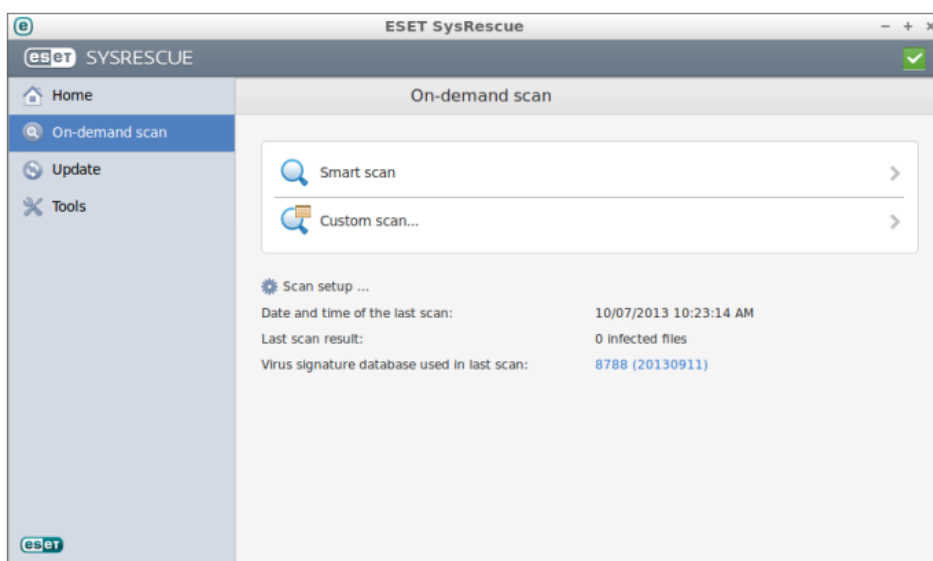 e ESET SysRescue
eset SYSRESCUE
Home
On-demand scan
Update
Tools
On-demand scan
Smart scan
Custom scan...
Scan setup ...
Date and time of the last scan: 10/07/2013 10:23:14 AM
Last scan result: 0 infected files
Virus signature database used in last scan: 8788 (20130911)
eset